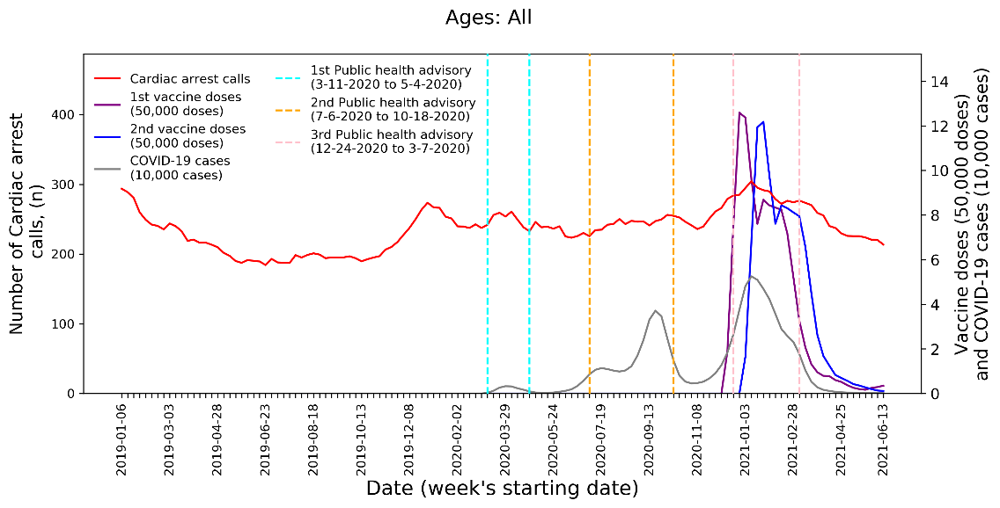 Ages: All
Cardiac arrest calls
1st vaccine doses
(50,000 doses)
2nd vaccine doses
(50,000 doses)
COVID-19 cases
(10,000 cases)
1st Public health advisory
(3-11-2020 to 5-4-2020)
2nd Public health advisory
(7-6-2020 to 10-18-2020)
3rd Public health advisory
(12-24-2020 to 3-7-2020)
Number of Cardiac arrest
calls, (n)
400
300
200
100
0
14
12
10
8
6
4
2
0
Vaccine doses (50,000 doses)
and COVID-19 cases (10,000 cases)
2019-01-06
2019-03-03
2019-04-28
2019-06-23
2019-08-18
2019-10-13
2019-12-08
2020-02-02
2020-03-29
2020-05-24
2020-07-19
2020-09-13
2020-11-08
2021-01-03
2021-02-28
2021-04-25
2021-06-13
Date (week's starting date)